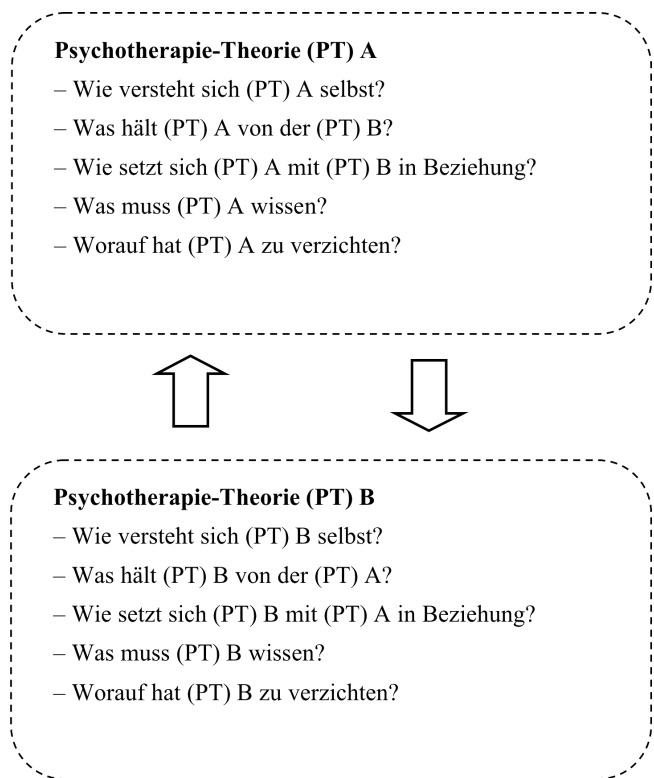 Psychotherapie-Theorie (PT) A
– Wie versteht sich (PT) A selbst?
– Was hält (PT) A von der (PT) B?
– Wie setzt sich (PT) A mit (PT) B in Beziehung?
– Was muss (PT) A wissen?
– Worauf hat (PT) A zu verzichten?
Psychotherapie-Theorie (PT) B
– Wie versteht sich (PT) B selbst?
– Was hält (PT) B von der (PT) A?
– Wie setzt sich (PT) B mit (PT) A in Beziehung?
– Was muss (PT) B wissen?
– Worauf hat (PT) B zu verzichten?